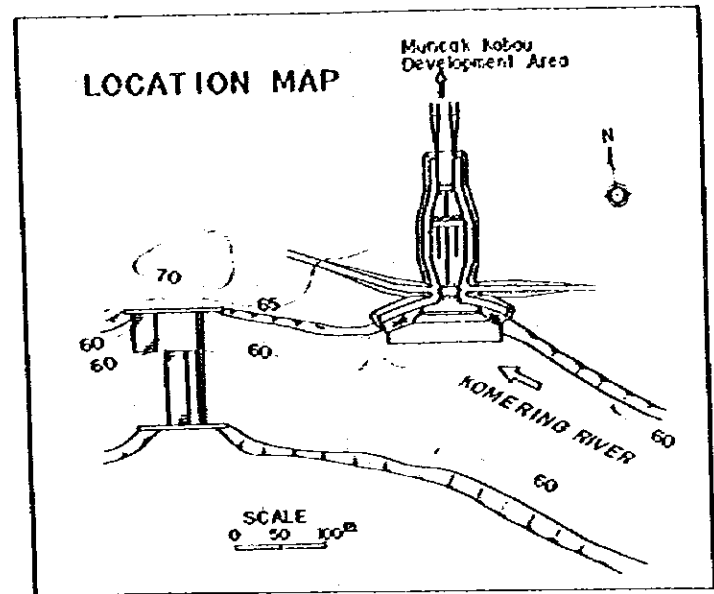 Muncak Kabau
Development Area
LOCATION MAP
N
70
65
60
60
60
KOMERING RIVER
60
60
SCALE
0 50 100m